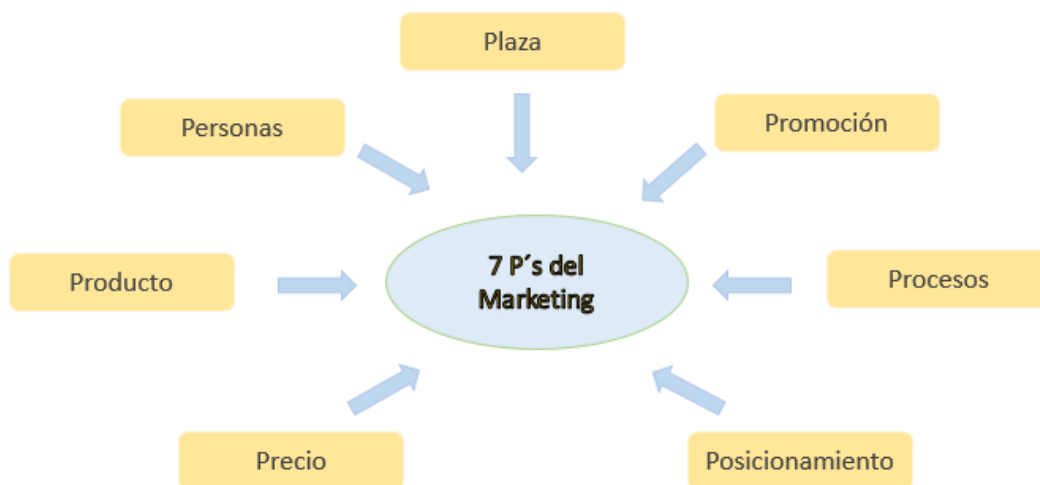 Plaza
Personas
Promoción
Producto
7 P´s del
Marketing
Procesos
Precio
Posicionamiento